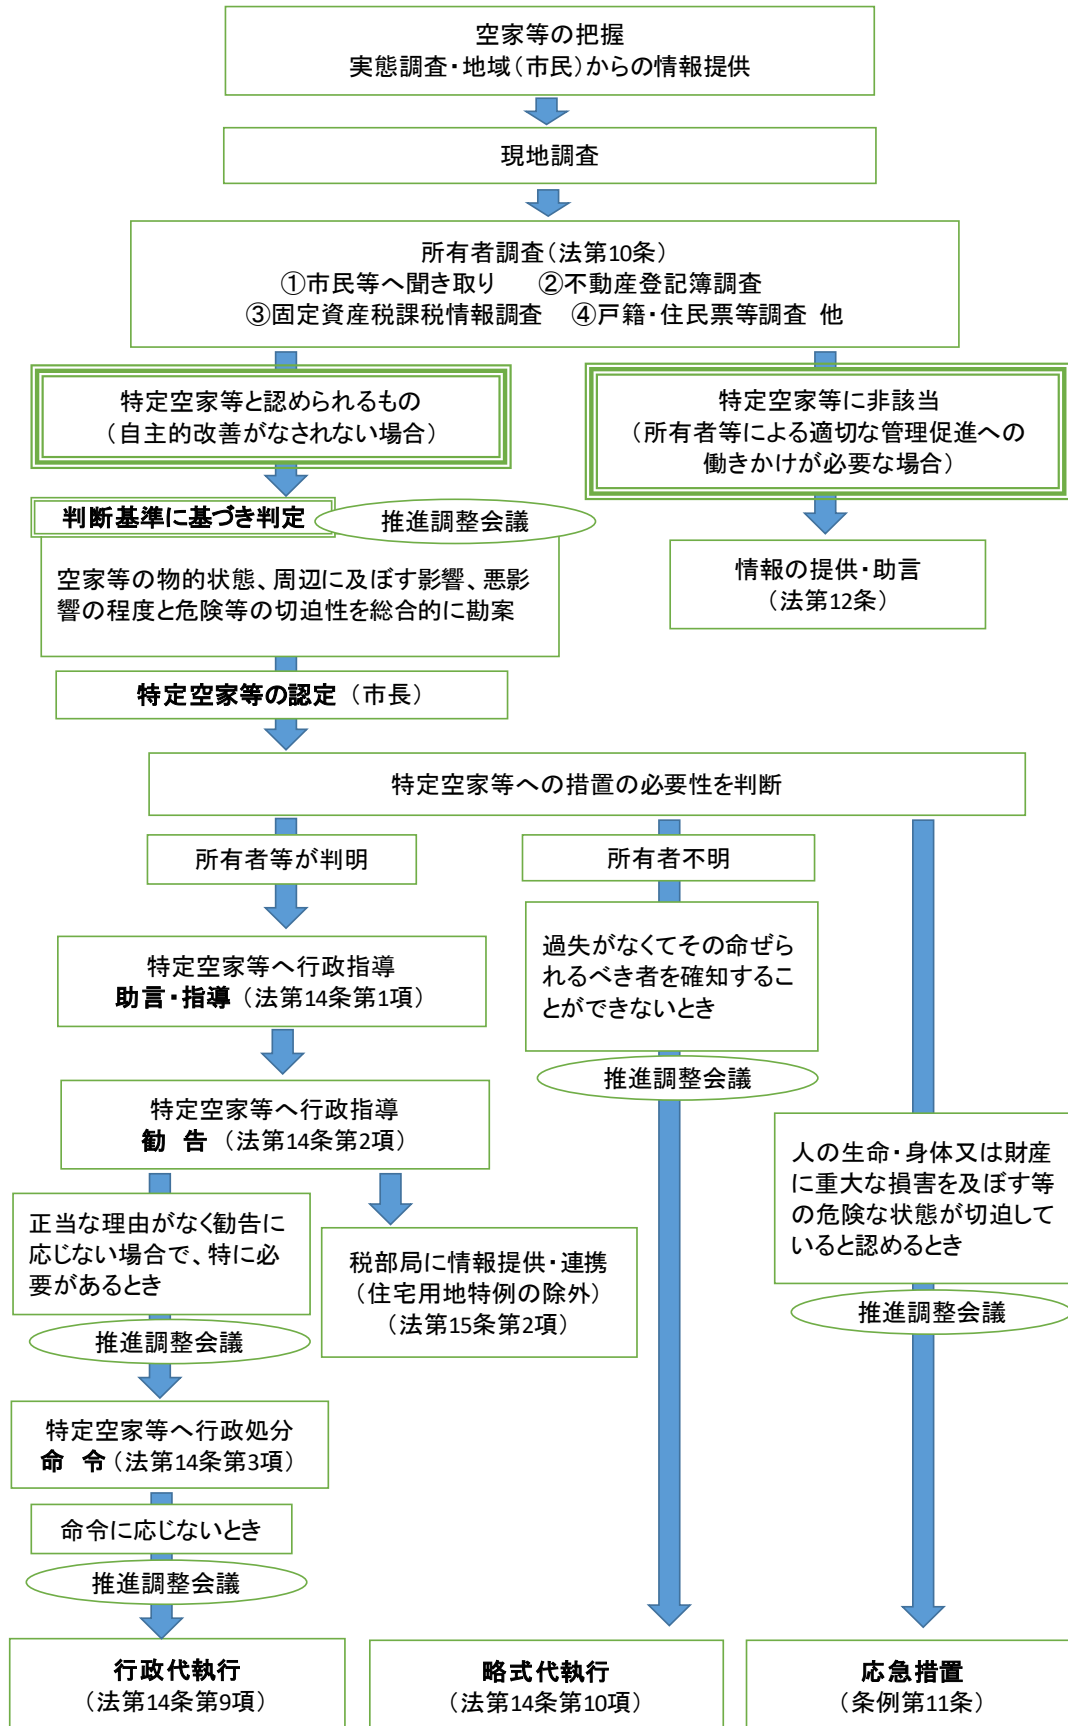 空家等の把握
実態調査・地域（市民）からの情報提供
現地調査
所有者調査（法第10条）
①市民等へ聞き取り　②不動産登記簿調査
③固定資産税課税情報調査　④戸籍・住民票等調査 他
特定空家等と認められるもの
（自主的改善がなされない場合）
特定空家等に非該当
（所有者等による適切な管理促進への
働きかけが必要な場合）
判断基準に基づき判定
推進調整会議
空家等の物的状態、周辺に及ぼす影響、悪影
響の程度と危険等の切迫性を総合的に勘案
情報の提供・助言
（法第12条）
特定空家等の認定（市長）
特定空家等への措置の必要性を判断
所有者等が判明
所有者不明
過失がなくてその命ぜら
れるべき者を確知するこ
とができないとき
特定空家等へ行政指導
助言・指導（法第14条第1項）
推進調整会議
特定空家等へ行政指導
勧　告（法第14条第2項）
人の生命・身体又は財産
に重大な損害を及ぼす等
の危険な状態が切迫して
いると認めるとき
正当な理由がなく勧告に
応じない場合で、特に必
要があるとき
税部局に情報提供・連携
（住宅用地特例の除外）
（法第15条第2項）
推進調整会議
推進調整会議
特定空家等へ行政処分
命　令（法第14条第3項）
命令に応じないとき
推進調整会議
行政代執行
（法第14条第9項）
略式代執行
（法第14条第10項）
応急措置
（条例第11条）